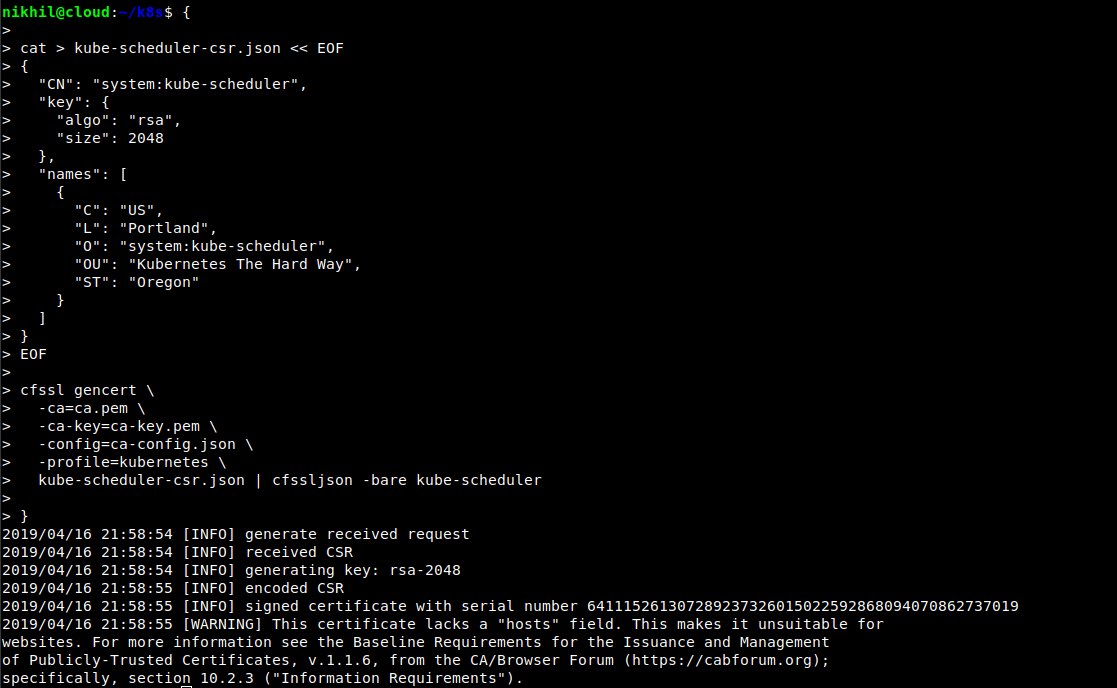 nikhil@cloud:~/k8s$ {
>
> cat > kube-scheduler-csr.json << EOF
> {
>   "CN": "system:kube-scheduler",
>   "key": {
>     "algo": "rsa",
>     "size": 2048
>   },
>   "names": [
>     {
>       "C": "US",
>       "L": "Portland",
>       "O": "system:kube-scheduler",
>       "OU": "Kubernetes The Hard Way",
>       "ST": "Oregon"
>     }
>   ]
> }
> EOF
>
> cfssl gencert \
>   -ca=ca.pem \
>   -ca-key=ca-key.pem \
>   -config=ca-config.json \
>   -profile=kubernetes \
>   kube-scheduler-csr.json | cfssljson -bare kube-scheduler
>
> }
2019/04/16 21:58:54 [INFO] generate received request
2019/04/16 21:58:54 [INFO] received CSR
2019/04/16 21:58:54 [INFO] generating key: rsa-2048
2019/04/16 21:58:55 [INFO] encoded CSR
2019/04/16 21:58:55 [INFO] signed certificate with serial number 641115261307289237326015022592868094070862737019
2019/04/16 21:58:55 [WARNING] This certificate lacks a "hosts" field. This makes it unsuitable for
websites. For more information see the Baseline Requirements for the Issuance and Management
of Publicly-Trusted Certificates, v.1.1.6, from the CA/Browser Forum (https://cabforum.org);
specifically, section 10.2.3 ("Information Requirements").